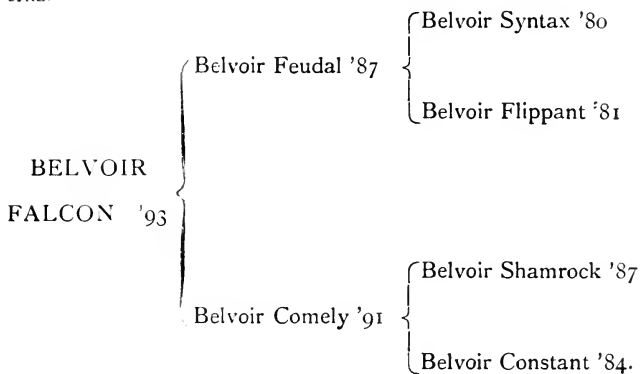 Belvoir Syntax '80
Belvoir Feudal '87
Belvoir Flippant '81
BELVOIR
FALCON '93
Belvoir Shamrock '87
Belvoir Comely '91
Belvoir Constant '84.